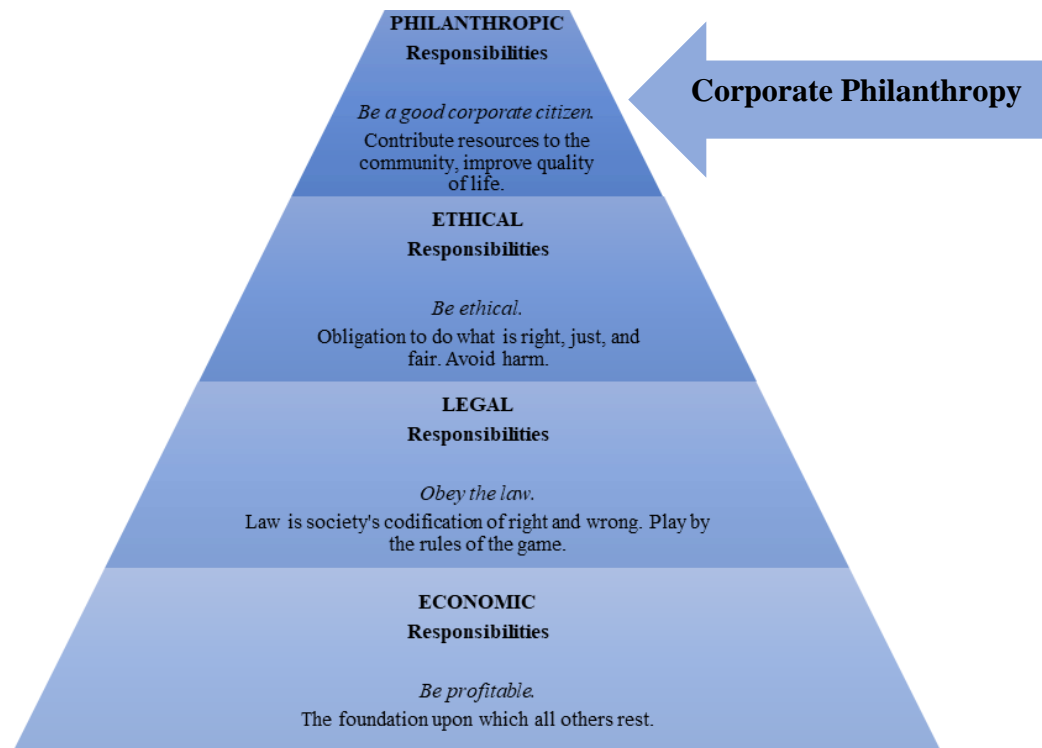 PHILANTHROPIC
Responsibilities
Be a good corporate citizen.
Contribute resources to the
community, improve quality
of life.
Corporate Philanthropy
ETHICAL
Responsibilities
Be ethical.
Obligation to do what is right, just, and
fair. Avoid harm.
LEGAL
Responsibilities
Obey the law.
Law is society's codification of right and wrong. Play by
the rules of the game.
ECONOMIC
Responsibilities
Be profitable.
The foundation upon which all others rest.